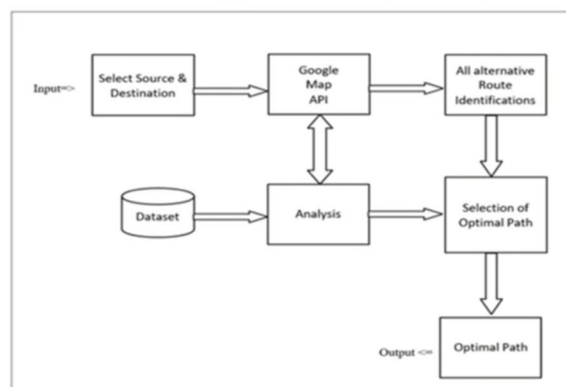 Input=>
Select Source &
Destination
Google
Map
API
All alternative
Route
Identifications
Dataset
Analysis
Selection of
Optimal Path
Output <=
Optimal Path